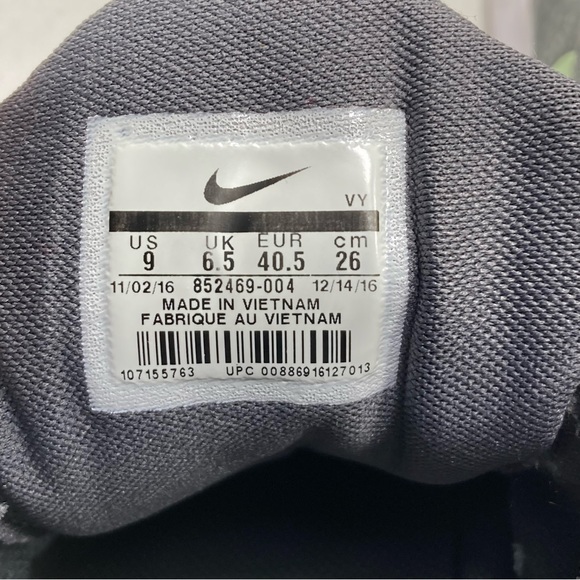 VY
US UK EUR cm
9 6.5 40.5 26
11/02/16 852469-004 12/14/16
MADE IN VIETNAM
FABRIQUE AU VIETNAM
107155763 UPC 00886916127013